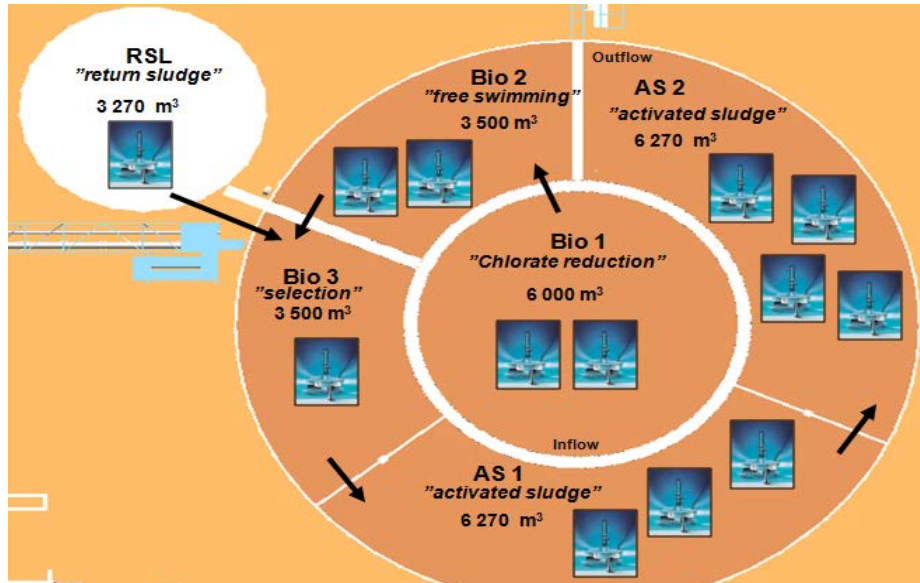 RSL
”return sludge”
3 270 m³
Bio 2
”free swimming”
3 500 m³
Outflow
AS 2
”activated sludge”
6 270 m³
Bio 1
”Chlorate reduction”
6 000 m³
Bio 3
”selection”
3 500 m³
Inflow
AS 1
”activated sludge”
6 270 m³